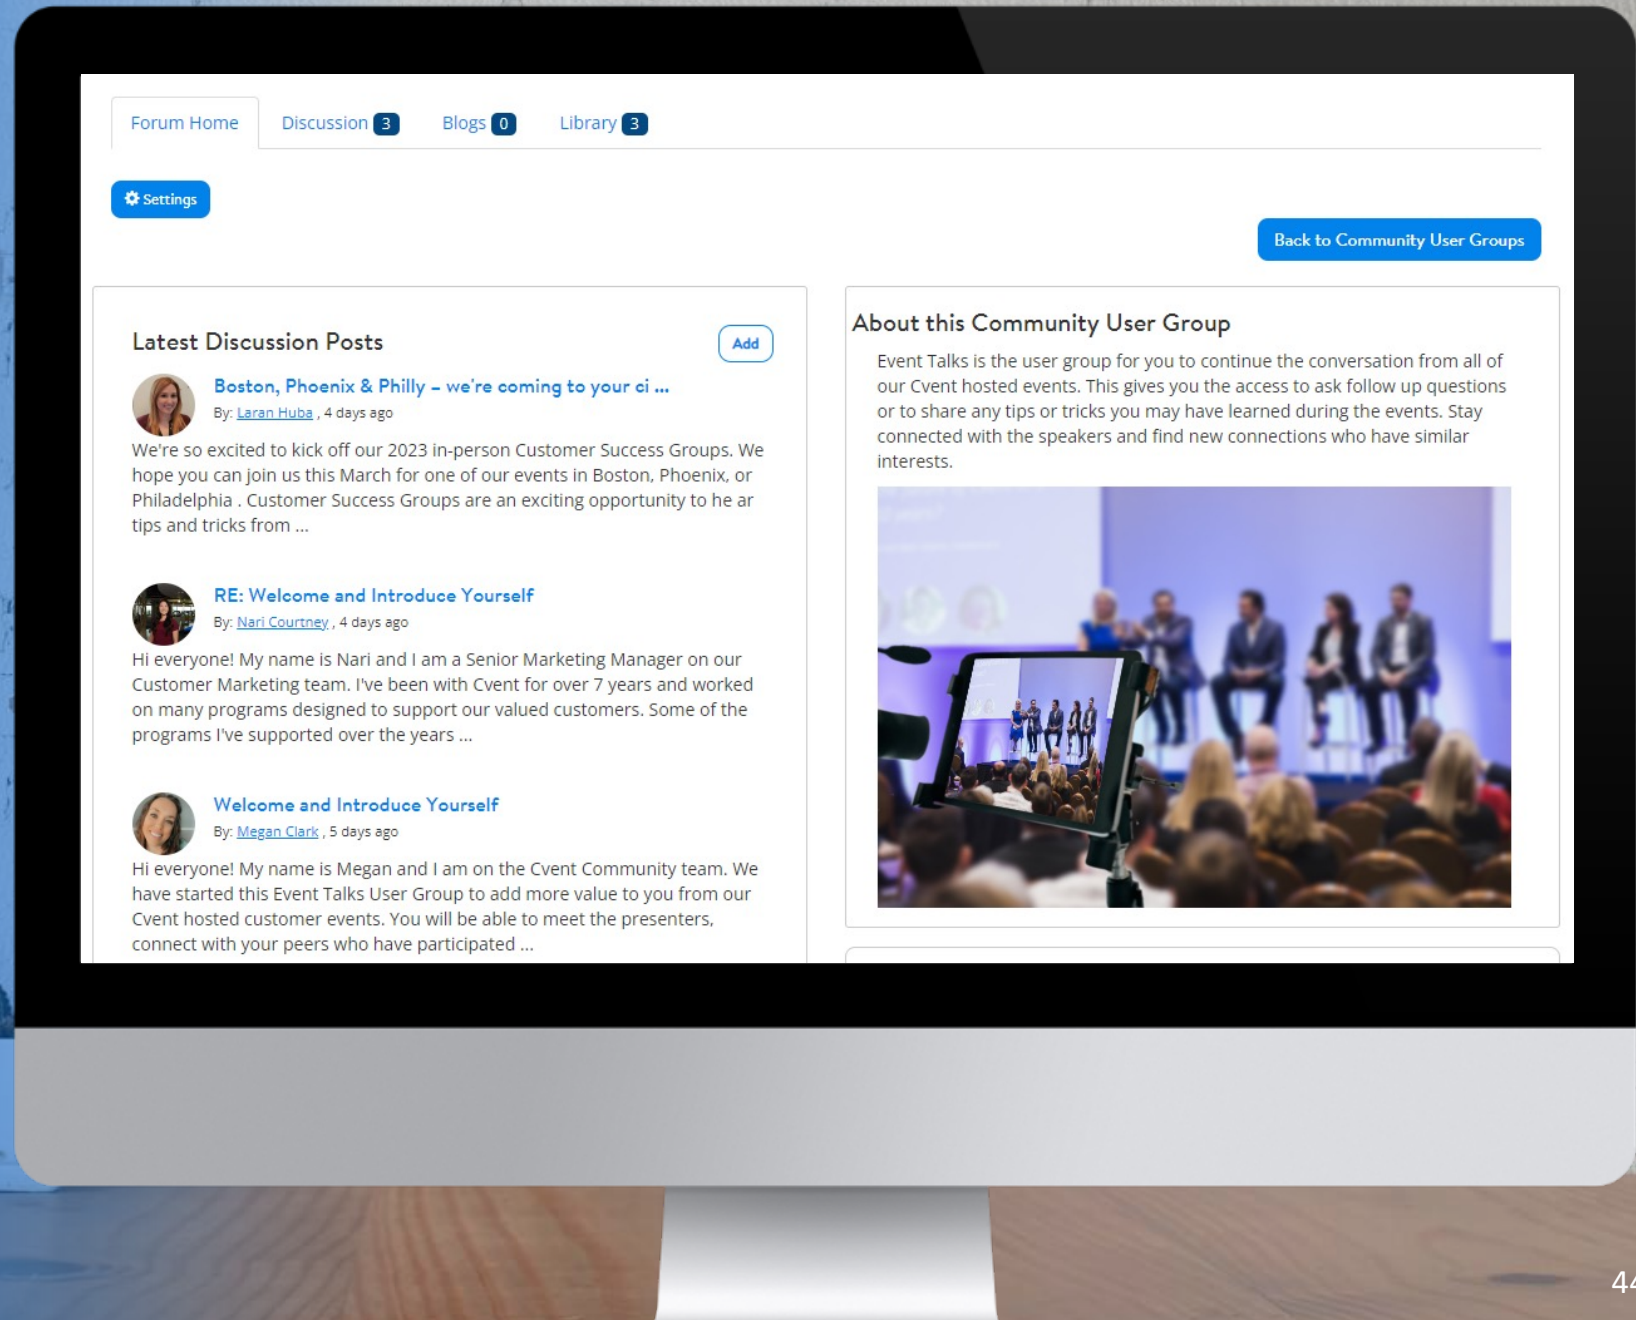 Forum Home Discussion 3 Blogs 0 Library 3
Settings
Back to Community User Groups
Latest Discussion Posts
Add
Boston, Phoenix & Philly – we're coming to your ci ...
By: Laran Huba , 4 days ago
We're so excited to kick off our 2023 in-person Customer Success Groups. We
hope you can join us this March for one of our events in Boston, Phoenix, or
Philadelphia . Customer Success Groups are an exciting opportunity to he ar
tips and tricks from ...
RE: Welcome and Introduce Yourself
By: Nari Courtney , 4 days ago
Hi everyone! My name is Nari and I am a Senior Marketing Manager on our
Customer Marketing team. I've been with Cvent for over 7 years and worked
on many programs designed to support our valued customers. Some of the
programs I've supported over the years ...
Welcome and Introduce Yourself
By: Megan Clark , 5 days ago
Hi everyone! My name is Megan and I am on the Cvent Community team. We
have started this Event Talks User Group to add more value to you from our
Cvent hosted customer events. You will be able to meet the presenters,
connect with your peers who have participated ...
About this Community User Group
Event Talks is the user group for you to continue the conversation from all of
our Cvent hosted events. This gives you the access to ask follow up questions
or to share any tips or tricks you may have learned during the events. Stay
connected with the speakers and find new connections who have similar
interests.
44